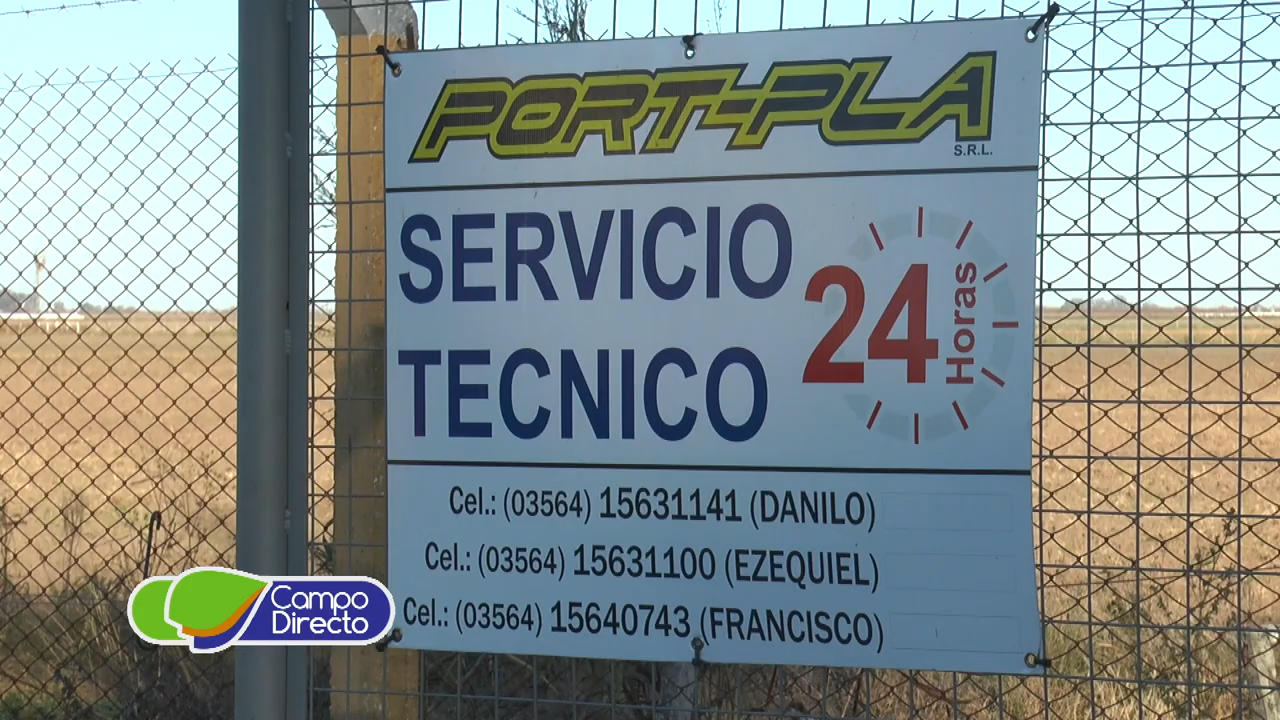 PORT-PLA
S.R.L.
SERVICIO
TECNICO
24 Horas
Cel.: (03564) 15631141 (DANILO)
Cel.: (03564) 15631100 (EZEQUIEL)
Cel.: (03564) 15640743 (FRANCISCO)
Campo
Directo